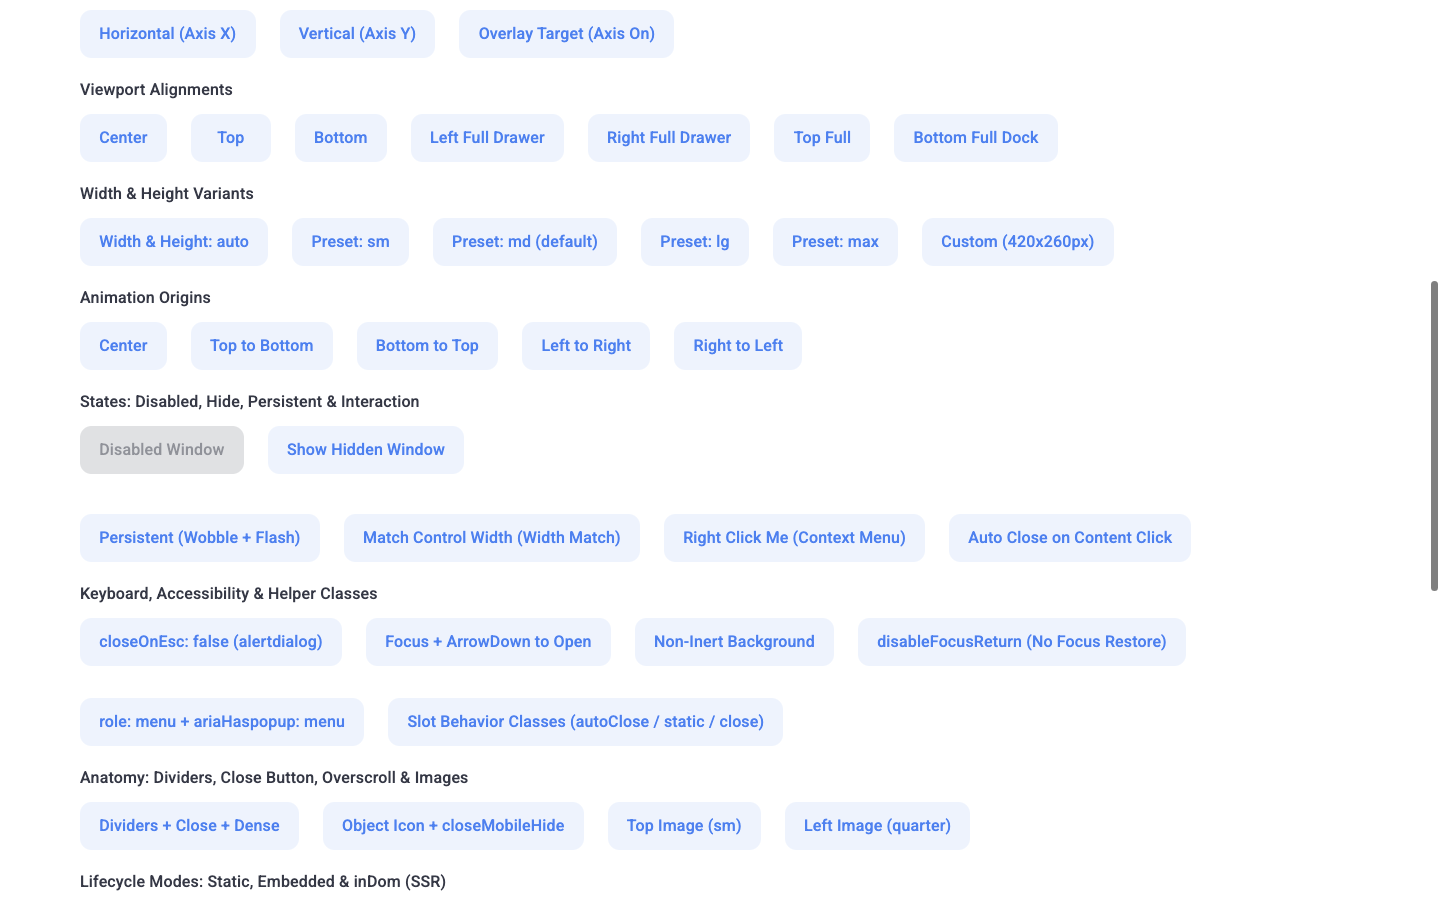 Horizontal (Axis X) Vertical (Axis Y) Overlay Target (Axis On)
Viewport Alignments
Center Top Bottom Left Full Drawer Right Full Drawer Top Full Bottom Full Dock
Width & Height Variants
Width & Height: auto Preset: sm Preset: md (default) Preset: lg Preset: max Custom (420x260px)
Animation Origins
Center Top to Bottom Bottom to Top Left to Right Right to Left
States: Disabled, Hide, Persistent & Interaction
Disabled Window Show Hidden Window
Persistent (Wobble + Flash) Match Control Width (Width Match) Right Click Me (Context Menu) Auto Close on Content Click
Keyboard, Accessibility & Helper Classes
closeOnEsc: false (alertdialog) Focus + ArrowDown to Open Non-Inert Background disableFocusReturn (No Focus Restore)
role: menu + ariaHaspopup: menu Slot Behavior Classes (autoClose / static / close)
Anatomy: Dividers, Close Button, Overscroll & Images
Dividers + Close + Dense Object Icon + closeMobileHide Top Image (sm) Left Image (quarter)
Lifecycle Modes: Static, Embedded & inDom (SSR)